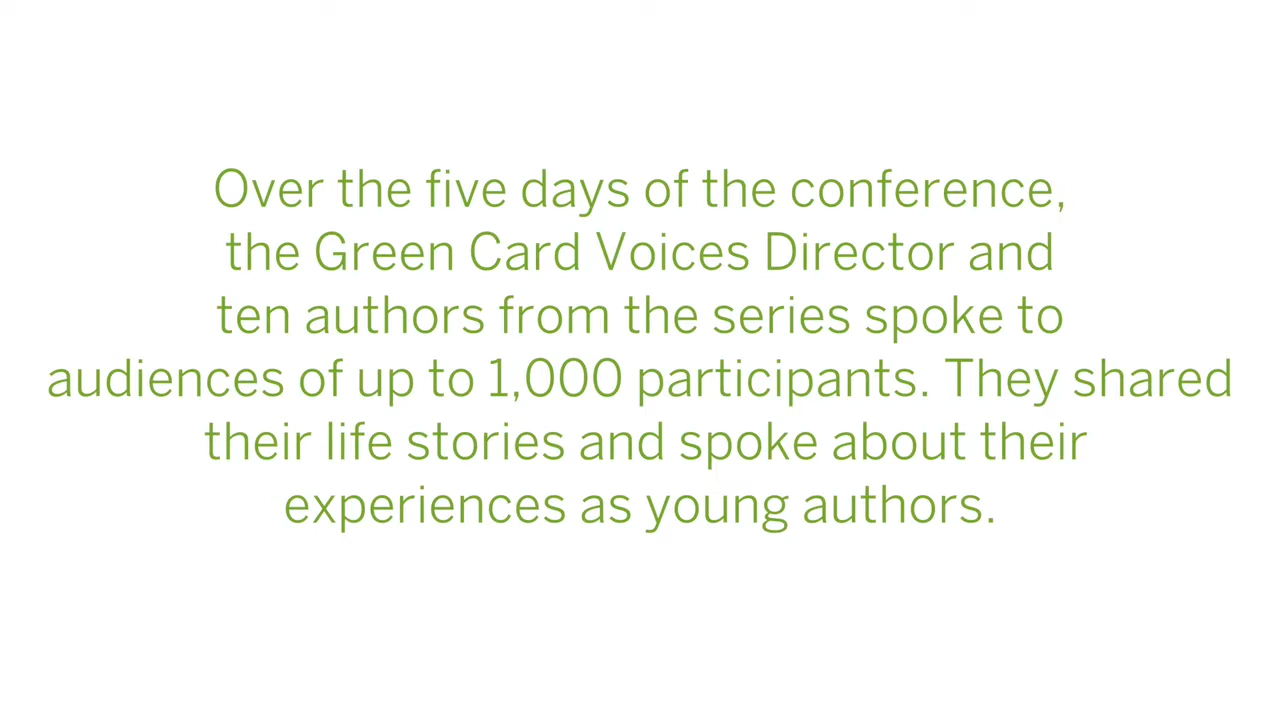 Over the five days of the conference,
the Green Card Voices Director and
ten authors from the series spoke to
audiences of up to 1,000 participants. They shared
their life stories and spoke about their
experiences as young authors.